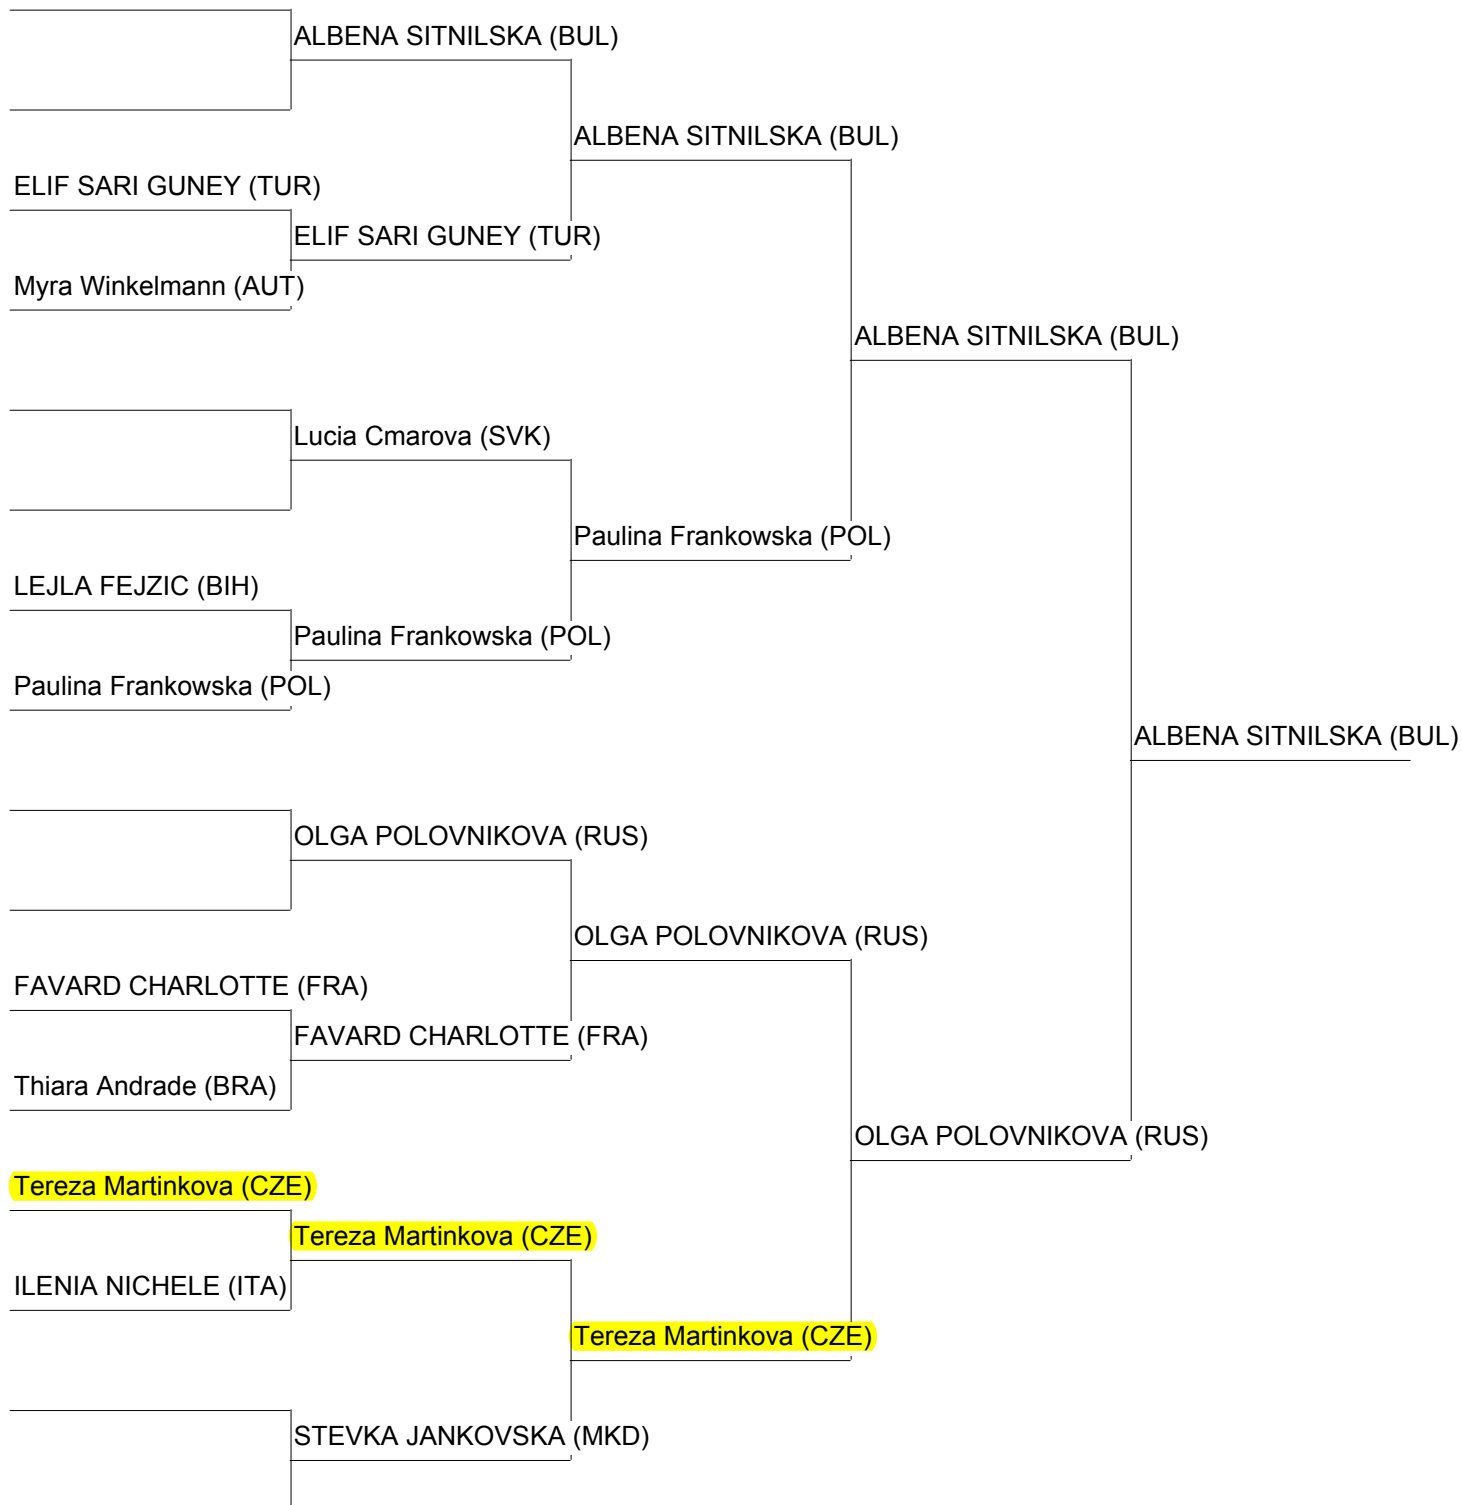 ALBENA SITNILSKA (BUL)
ALBENA SITNILSKA (BUL)
ELIF SARI GUNEY (TUR)
ELIF SARI GUNEY (TUR)
Myra Winkelmann (AUT)
ALBENA SITNILSKA (BUL)
Lucia Cmarova (SVK)
Paulina Frankowska (POL)
LEJLA FEJZIC (BIH)
Paulina Frankowska (POL)
Paulina Frankowska (POL)
ALBENA SITNILSKA (BUL)
OLGA POLOVNIKOVA (RUS)
OLGA POLOVNIKOVA (RUS)
FAVARD CHARLOTTE (FRA)
FAVARD CHARLOTTE (FRA)
Thiara Andrade (BRA)
OLGA POLOVNIKOVA (RUS)
Tereza Martinkova (CZE)
Tereza Martinkova (CZE)
ILENIA NICHELE (ITA)
Tereza Martinkova (CZE)
STEVKA JANKOVSKA (MKD)